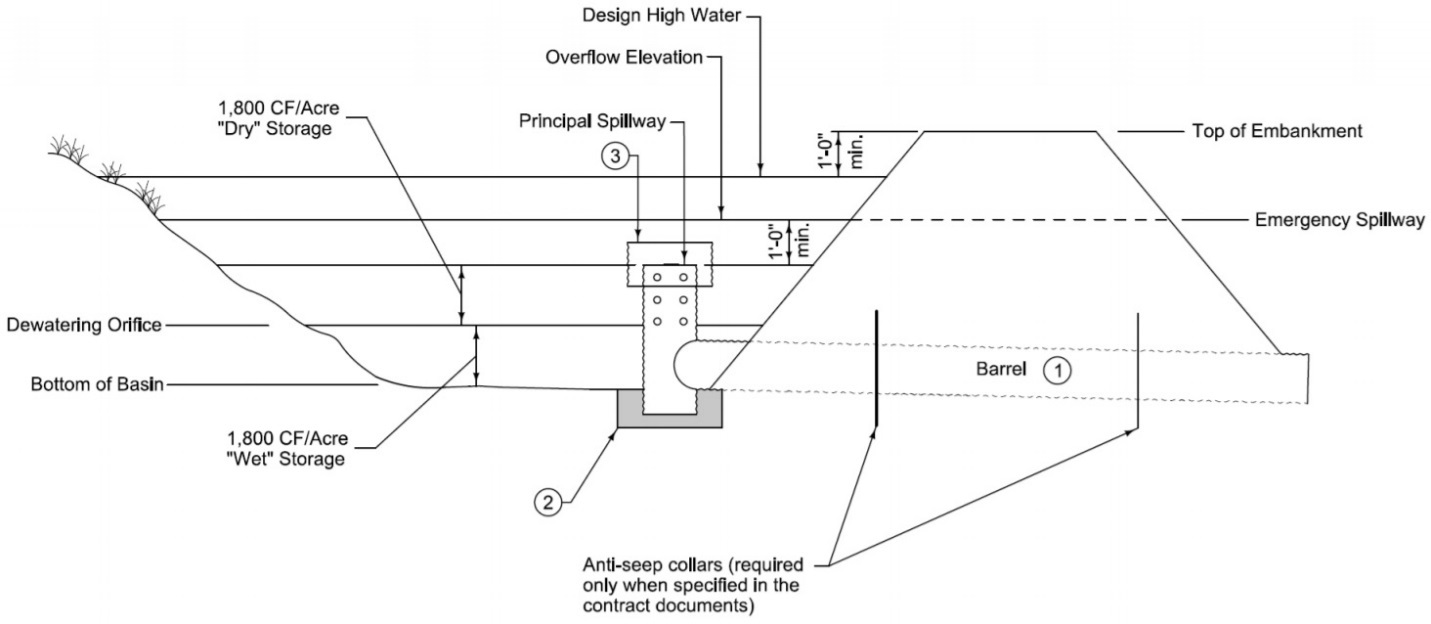 Design High Water
Overflow Elevation
1,800 CF/Acre
"Dry" Storage
Principal Spillway
3
1'-0"
min.
Top of Embankment
1'-0"
min.
Emergency Spillway
Dewatering Orifice
Bottom of Basin
Barrel 1
1,800 CF/Acre
"Wet" Storage
2
Anti-seep collars (required
only when specified in the
contract documents)